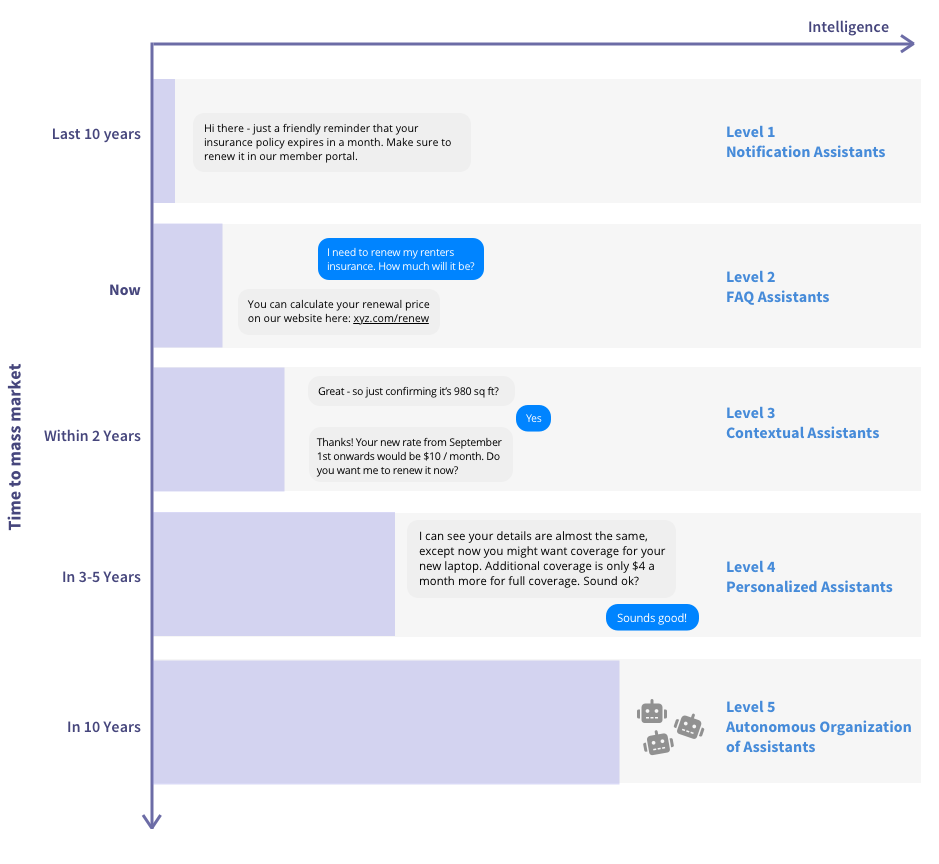 Intelligence
Time to mass market
Last 10 years
Hi there - just a friendly reminder that your
insurance policy expires in a month. Make sure to
renew it in our member portal.
Level 1
Notification Assistants
Now
I need to renew my renters
insurance. How much will it be?
You can calculate your renewal price
on our website here: xyz.com/renew
Level 2
FAQ Assistants
Within 2 Years
Great - so just confirming it's 980 sq ft?
Yes
Thanks! Your new rate from September
1st onwards would be $10 / month. Do
you want me to renew it now?
Level 3
Contextual Assistants
In 3-5 Years
I can see your details are almost the same,
except now you might want coverage for your
new laptop. Additional coverage is only $4 a
month more for full coverage. Sound ok?
Sounds good!
Level 4
Personalized Assistants
In 10 Years
Level 5
Autonomous Organization
of Assistants